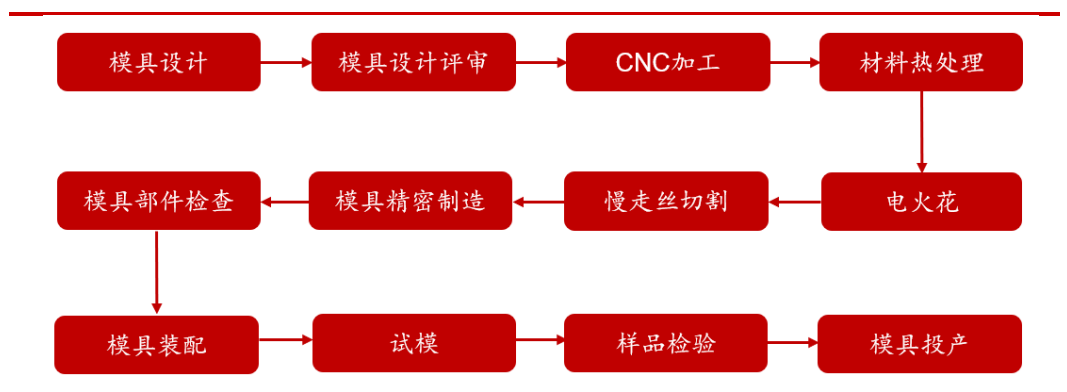 模具设计
模具设计评审
CNC加工
材料热处理
电火花
慢走丝切割
模具精密制造
模具部件检查
模具装配
试模
样品检验
模具投产